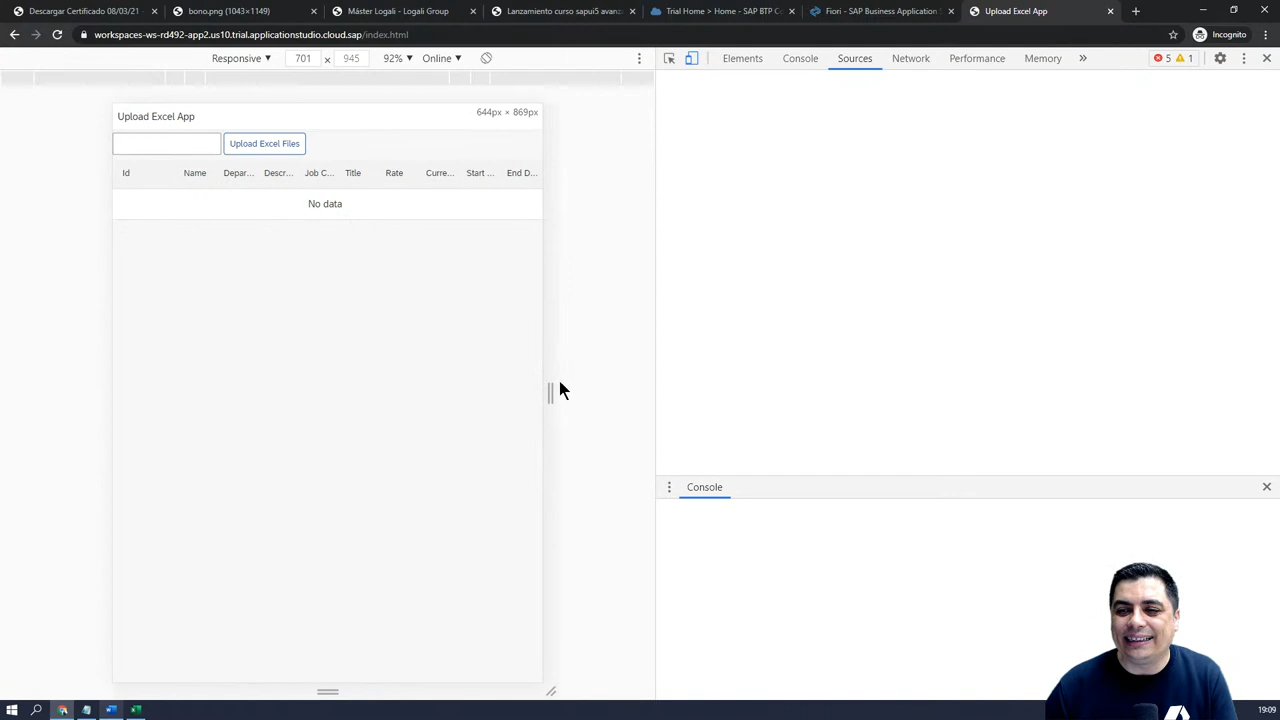 Descargar Certificado 08/03/21
bono.png (1043×1149)
Máster Logali - Logali Group
Lanzamiento curso sapui5 avanz
Trial Home > Home - SAP BTP C
Fiori - SAP Business Application S
Upload Excel App
workspaces-ws-rd492-app2.us10.trial.applicationstudio.cloud.sap/index.html
Incognito
Responsive ▼ 701 × 945 92% ▼ Online ▼
Elements Console Sources Network Performance Memory » 5 1
Upload Excel App
644px × 869px
Upload Excel Files
Id Name Depar... Descr... Job C... Title Rate Curre... Start ... End D...
No data
Console
19:09